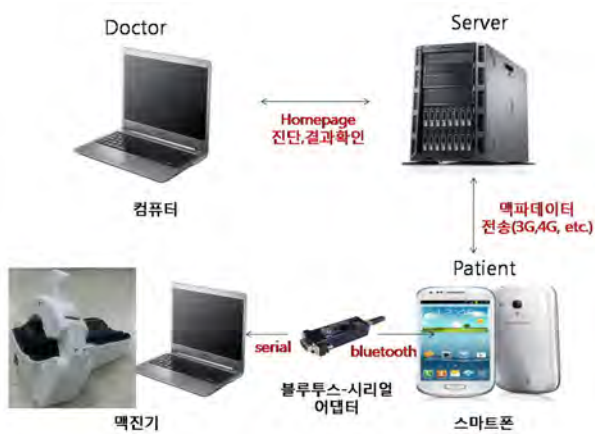 Doctor
Server
Homepage
진단,결과확인
컴퓨터
맥파데이터
전송(3G,4G, etc.)
Patient
serial
bluetooth
블루투스-시리얼
어댑터
맥진기
스마트폰